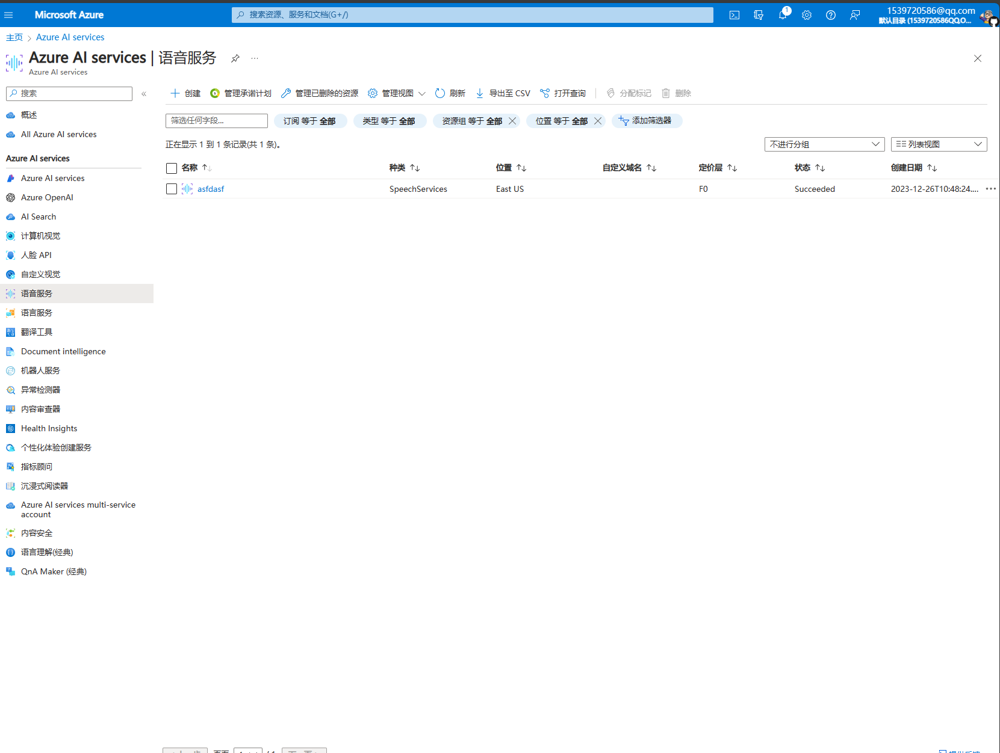 Microsoft Azure
搜索资源、服务和文档(G+/)
1
1539720586@qq.com
默认目录 (1539720586QQ.O...
主页 > Azure AI services
Azure AI services | 语音服务
...
Azure AI services
搜索
«
概述
All Azure AI services
Azure AI services
Azure AI services
Azure OpenAI
AI Search
计算机视觉
人脸 API
自定义视觉
语音服务
语言服务
翻译工具
Document intelligence
机器人服务
异常检测器
内容审查器
Health Insights
个性化体验创建服务
指标顾问
沉浸式阅读器
Azure AI services multi-service
account
内容安全
语言理解(经典)
QnA Maker (经典)
创建 管理承诺计划 管理已删除的资源 管理视图 刷新 导出至 CSV 打开查询 分配标记 删除
筛选任何字段... 订阅 等于 全部 类型 等于 全部 资源组 等于 全部 位置 等于 全部 添加筛选器
正在显示 1 到 1 条记录(共 1 条)。
不进行分组 列表视图
名称 ↑↓ 种类 ↑↓ 位置 ↑↓ 自定义域名 ↑↓ 定价层 ↑↓ 状态 ↑↓ 创建日期 ↑↓
asfdasf SpeechServices East US F0 Succeeded 2023-12-26T10:48:24.... ...